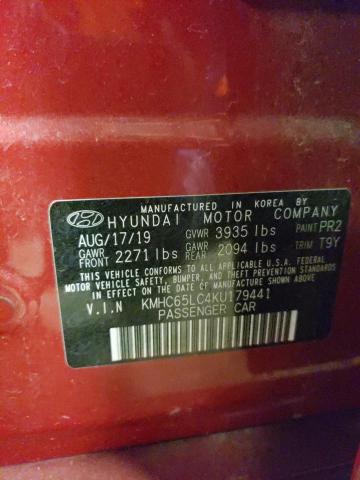 MANUFACTURED IN KOREA BY
HYUNDAI MOTOR COMPANY
AUG/17/19 GVWR 3935 lbs PAINT PR2
GAWR FRONT 2271 lbs GAWR REAR 2094 lbs TRIM T9Y
THIS VEHICLE CONFORMS TO ALL APPLICABLE U.S.A. FEDERAL
MOTOR VEHICLE SAFETY, BUMPER, AND THEFT PREVENTION STANDARDS
IN EFFECT ON THE DATE OF MANUFACTURE SHOWN ABOVE.
V.I.N KMHC65LC4KU179441
PASSENGER CAR